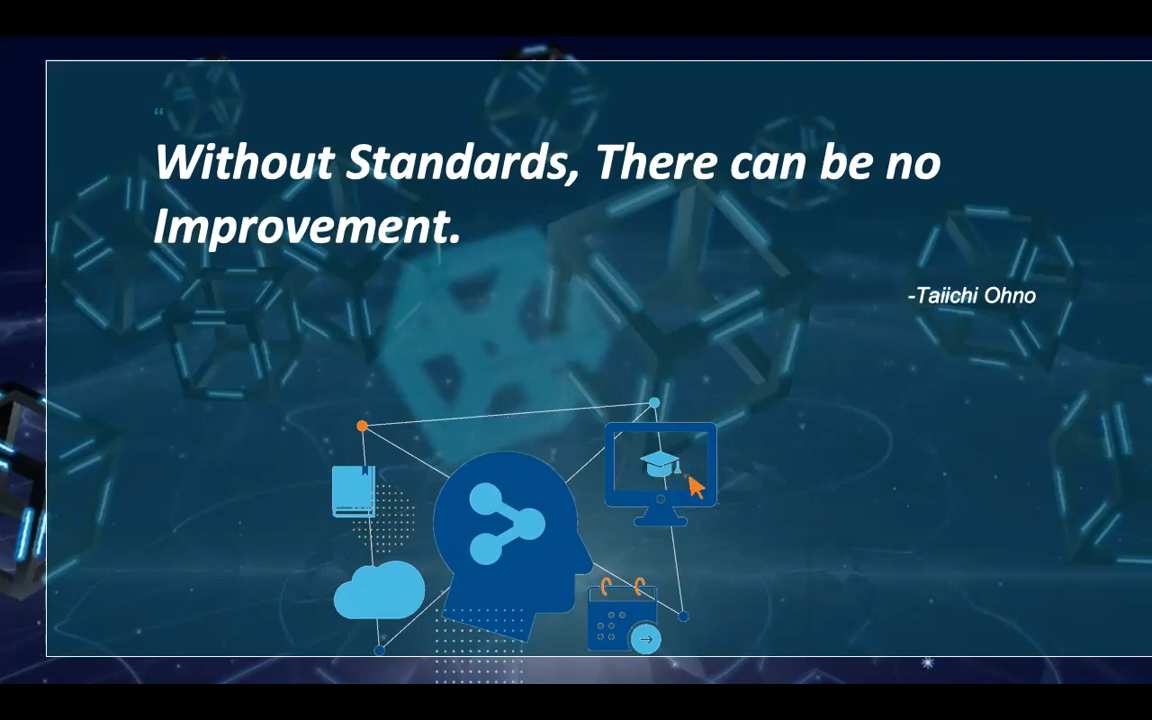 “
Without Standards, There can be no
Improvement.
-Taiichi Ohno